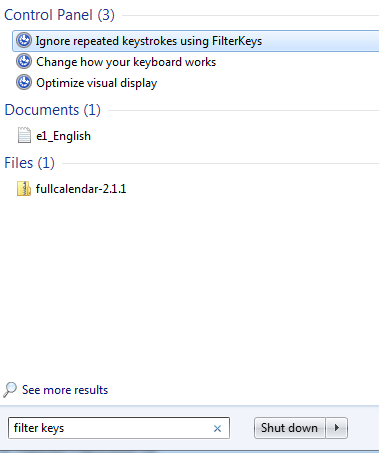 Control Panel (3)
Ignore repeated keystrokes using FilterKeys
Change how your keyboard works
Optimize visual display
Documents (1)
e1_English
Files (1)
fullcalendar-2.1.1
See more results
filter keys
Shut down